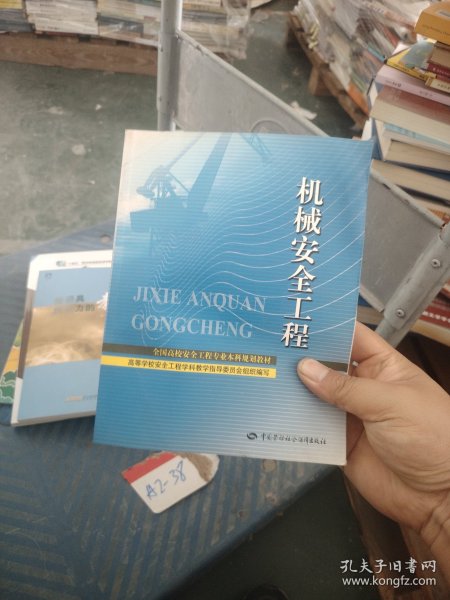 机械安全工程
JIXIE ANQUAN
GONGCHENG
全国高校安全工程专业本科规划教材
高等学校安全工程学科教学指导委员会组织编写
中国劳动社会保障出版社
A2-38
孔夫子旧书网
www.kongfz.com